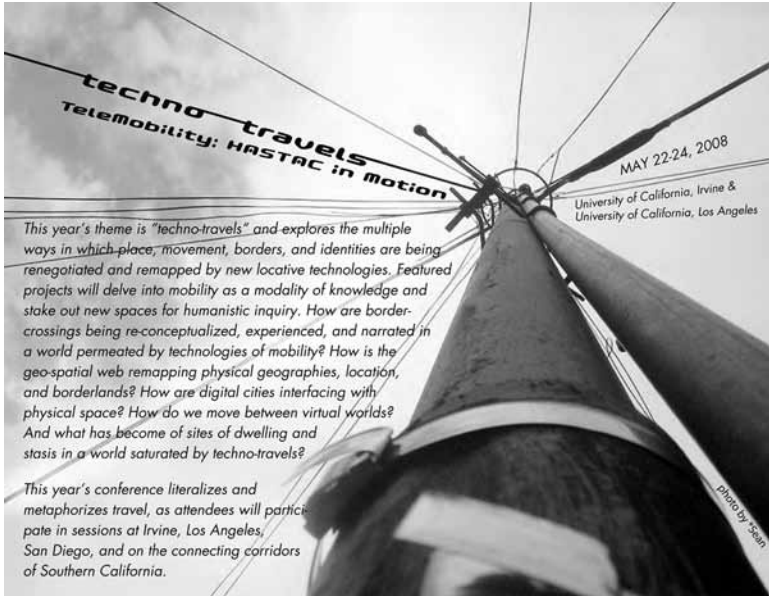 techno travels
TeleMobility: HASTAC in Motion
MAY 22-24, 2008
University of California, Irvine &
University of California, Los Angeles
This year's theme is "techno-travels" and explores the multiple
ways in which place, movement, borders, and identities are being
renegotiated and remapped by new locative technologies. Featured
projects will delve into mobility as a modality of knowledge and
stake out new spaces for humanistic inquiry. How are border-
crossings being re-conceptualized, experienced, and narrated in
a world permeated by technologies of mobility? How is the
geo-spatial web remapping physical geographies, location,
and borderlands? How are digital cities interfacing with
physical space? How do we move between virtual worlds?
And what has become of sites of dwelling and
stasis in a world saturated by techno-travels?
This year's conference literalizes and
metaphorizes travel, as attendees will partici-
pate in sessions at Irvine, Los Angeles,
San Diego, and on the connecting corridors
of Southern California.
photo by *Sean